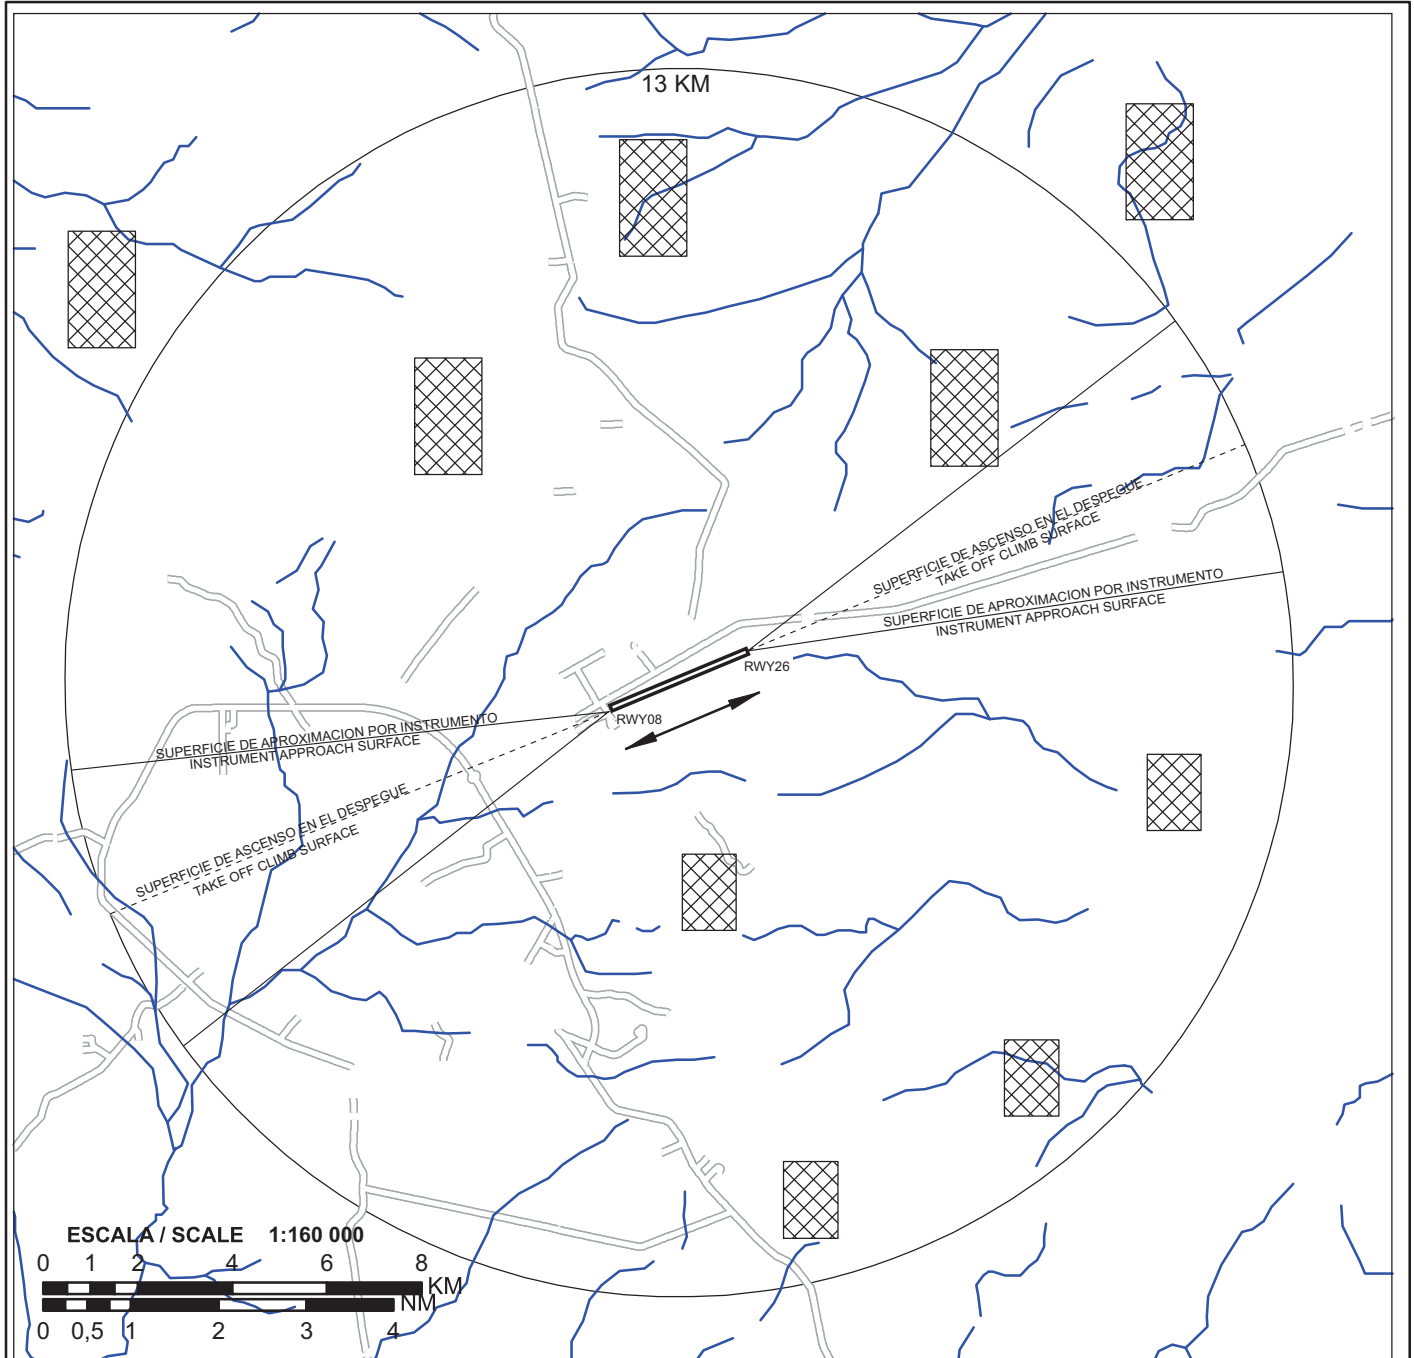 13 KM
SUPERFICIE DE ASCENSO EN EL DESPEGUE
TAKE OFF CLIMB SURFACE
SUPERFICIE DE APROXIMACION POR INSTRUMENTO
INSTRUMENT APPROACH SURFACE
RWY26
RWY08
SUPERFICIE DE APROXIMACION POR INSTRUMENTO
INSTRUMENT APPROACH SURFACE
SUPERFICIE DE ASCENSO EN EL DESPEGUE
TAKE OFF CLIMB SURFACE
ESCALA / SCALE 1:160 000
0 1 2 4 6 8
KM
NM
0 0,5 1 2 3 4